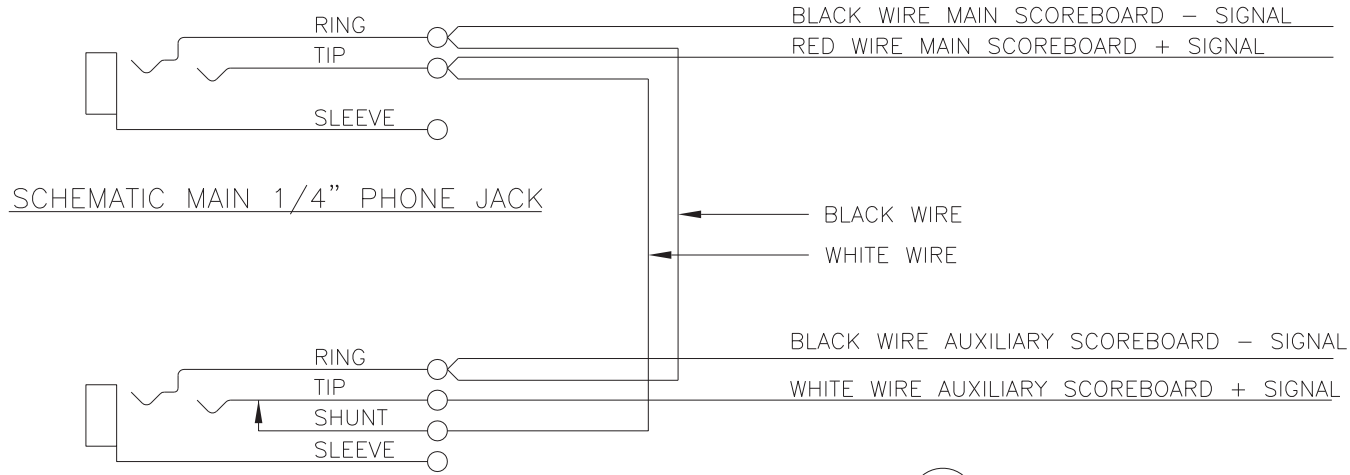 RING
BLACK WIRE MAIN SCOREBOARD – SIGNAL
TIP
RED WIRE MAIN SCOREBOARD + SIGNAL
SLEEVE
SCHEMATIC MAIN 1/4” PHONE JACK
BLACK WIRE
WHITE WIRE
RING
BLACK WIRE AUXILIARY SCOREBOARD – SIGNAL
TIP
WHITE WIRE AUXILIARY SCOREBOARD + SIGNAL
SHUNT
SLEEVE